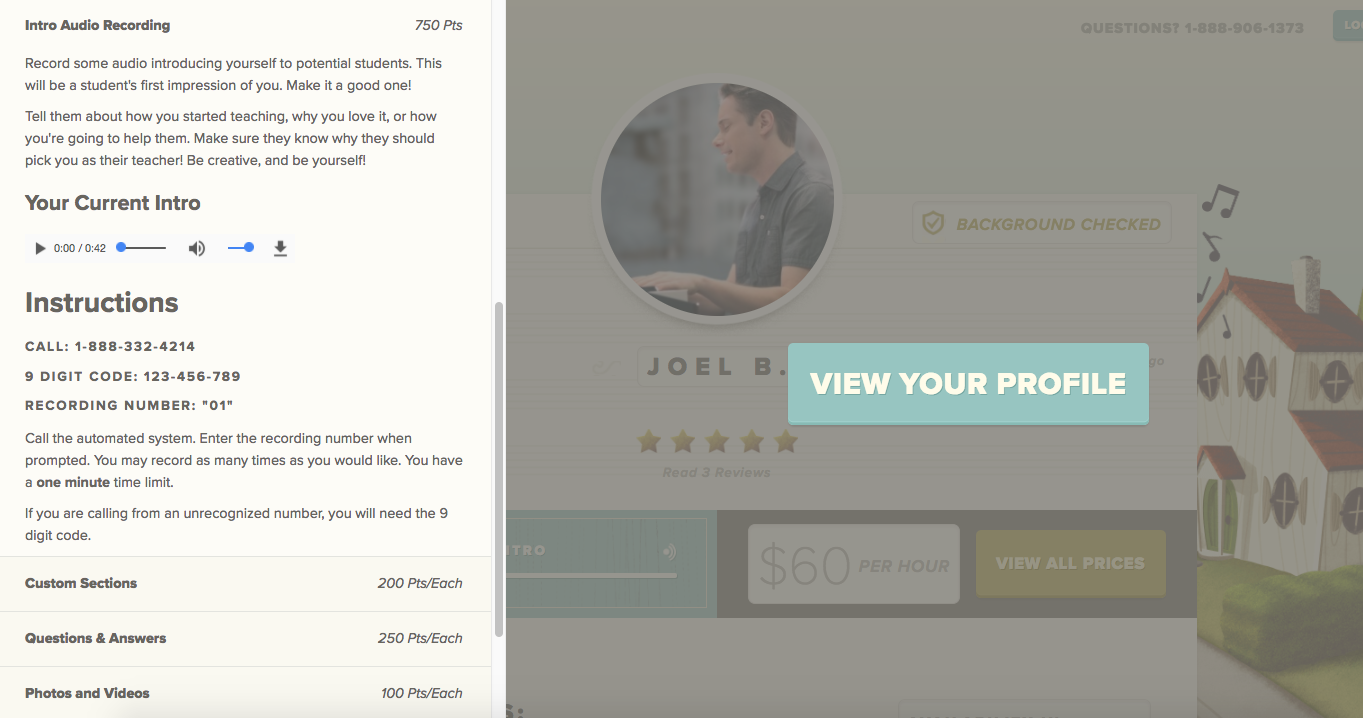 Intro Audio Recording 750 Pts
Record some audio introducing yourself to potential students. This
will be a student's first impression of you. Make it a good one!
Tell them about how you started teaching, why you love it, or how
you're going to help them. Make sure they know why they should
pick you as their teacher! Be creative, and be yourself!
Your Current Intro
0:00 / 0:42
Instructions
CALL: 1-888-332-4214
9 DIGIT CODE: 123-456-789
RECORDING NUMBER: "01"
Call the automated system. Enter the recording number when
prompted. You may record as many times as you would like. You have
a one minute time limit.
If you are calling from an unrecognized number, you will need the 9
digit code.
Custom Sections 200 Pts/Each
Questions & Answers 250 Pts/Each
Photos and Videos 100 Pts/Each
QUESTIONS? 1-888-906-1373
BACKGROUND CHECKED
JOEL B.
VIEW YOUR PROFILE
Read 3 Reviews
$60 PER HOUR
VIEW ALL PRICES